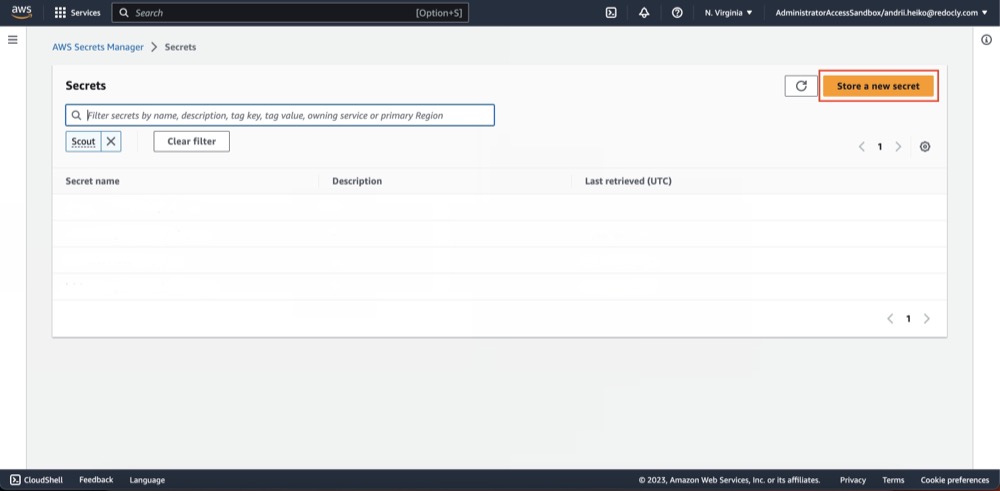 aws Services Search [Option+S] N. Virginia AdministratorAccessSandbox/andrii.heiko@redocly.com
AWS Secrets Manager > Secrets
Secrets
Store a new secret
Filter secrets by name, description, tag key, tag value, owning service or primary Region
Scout Clear filter
1
Secret name Description Last retrieved (UTC)
1
CloudShell Feedback Language © 2023, Amazon Web Services, Inc. or its affiliates. Privacy Terms Cookie preferences